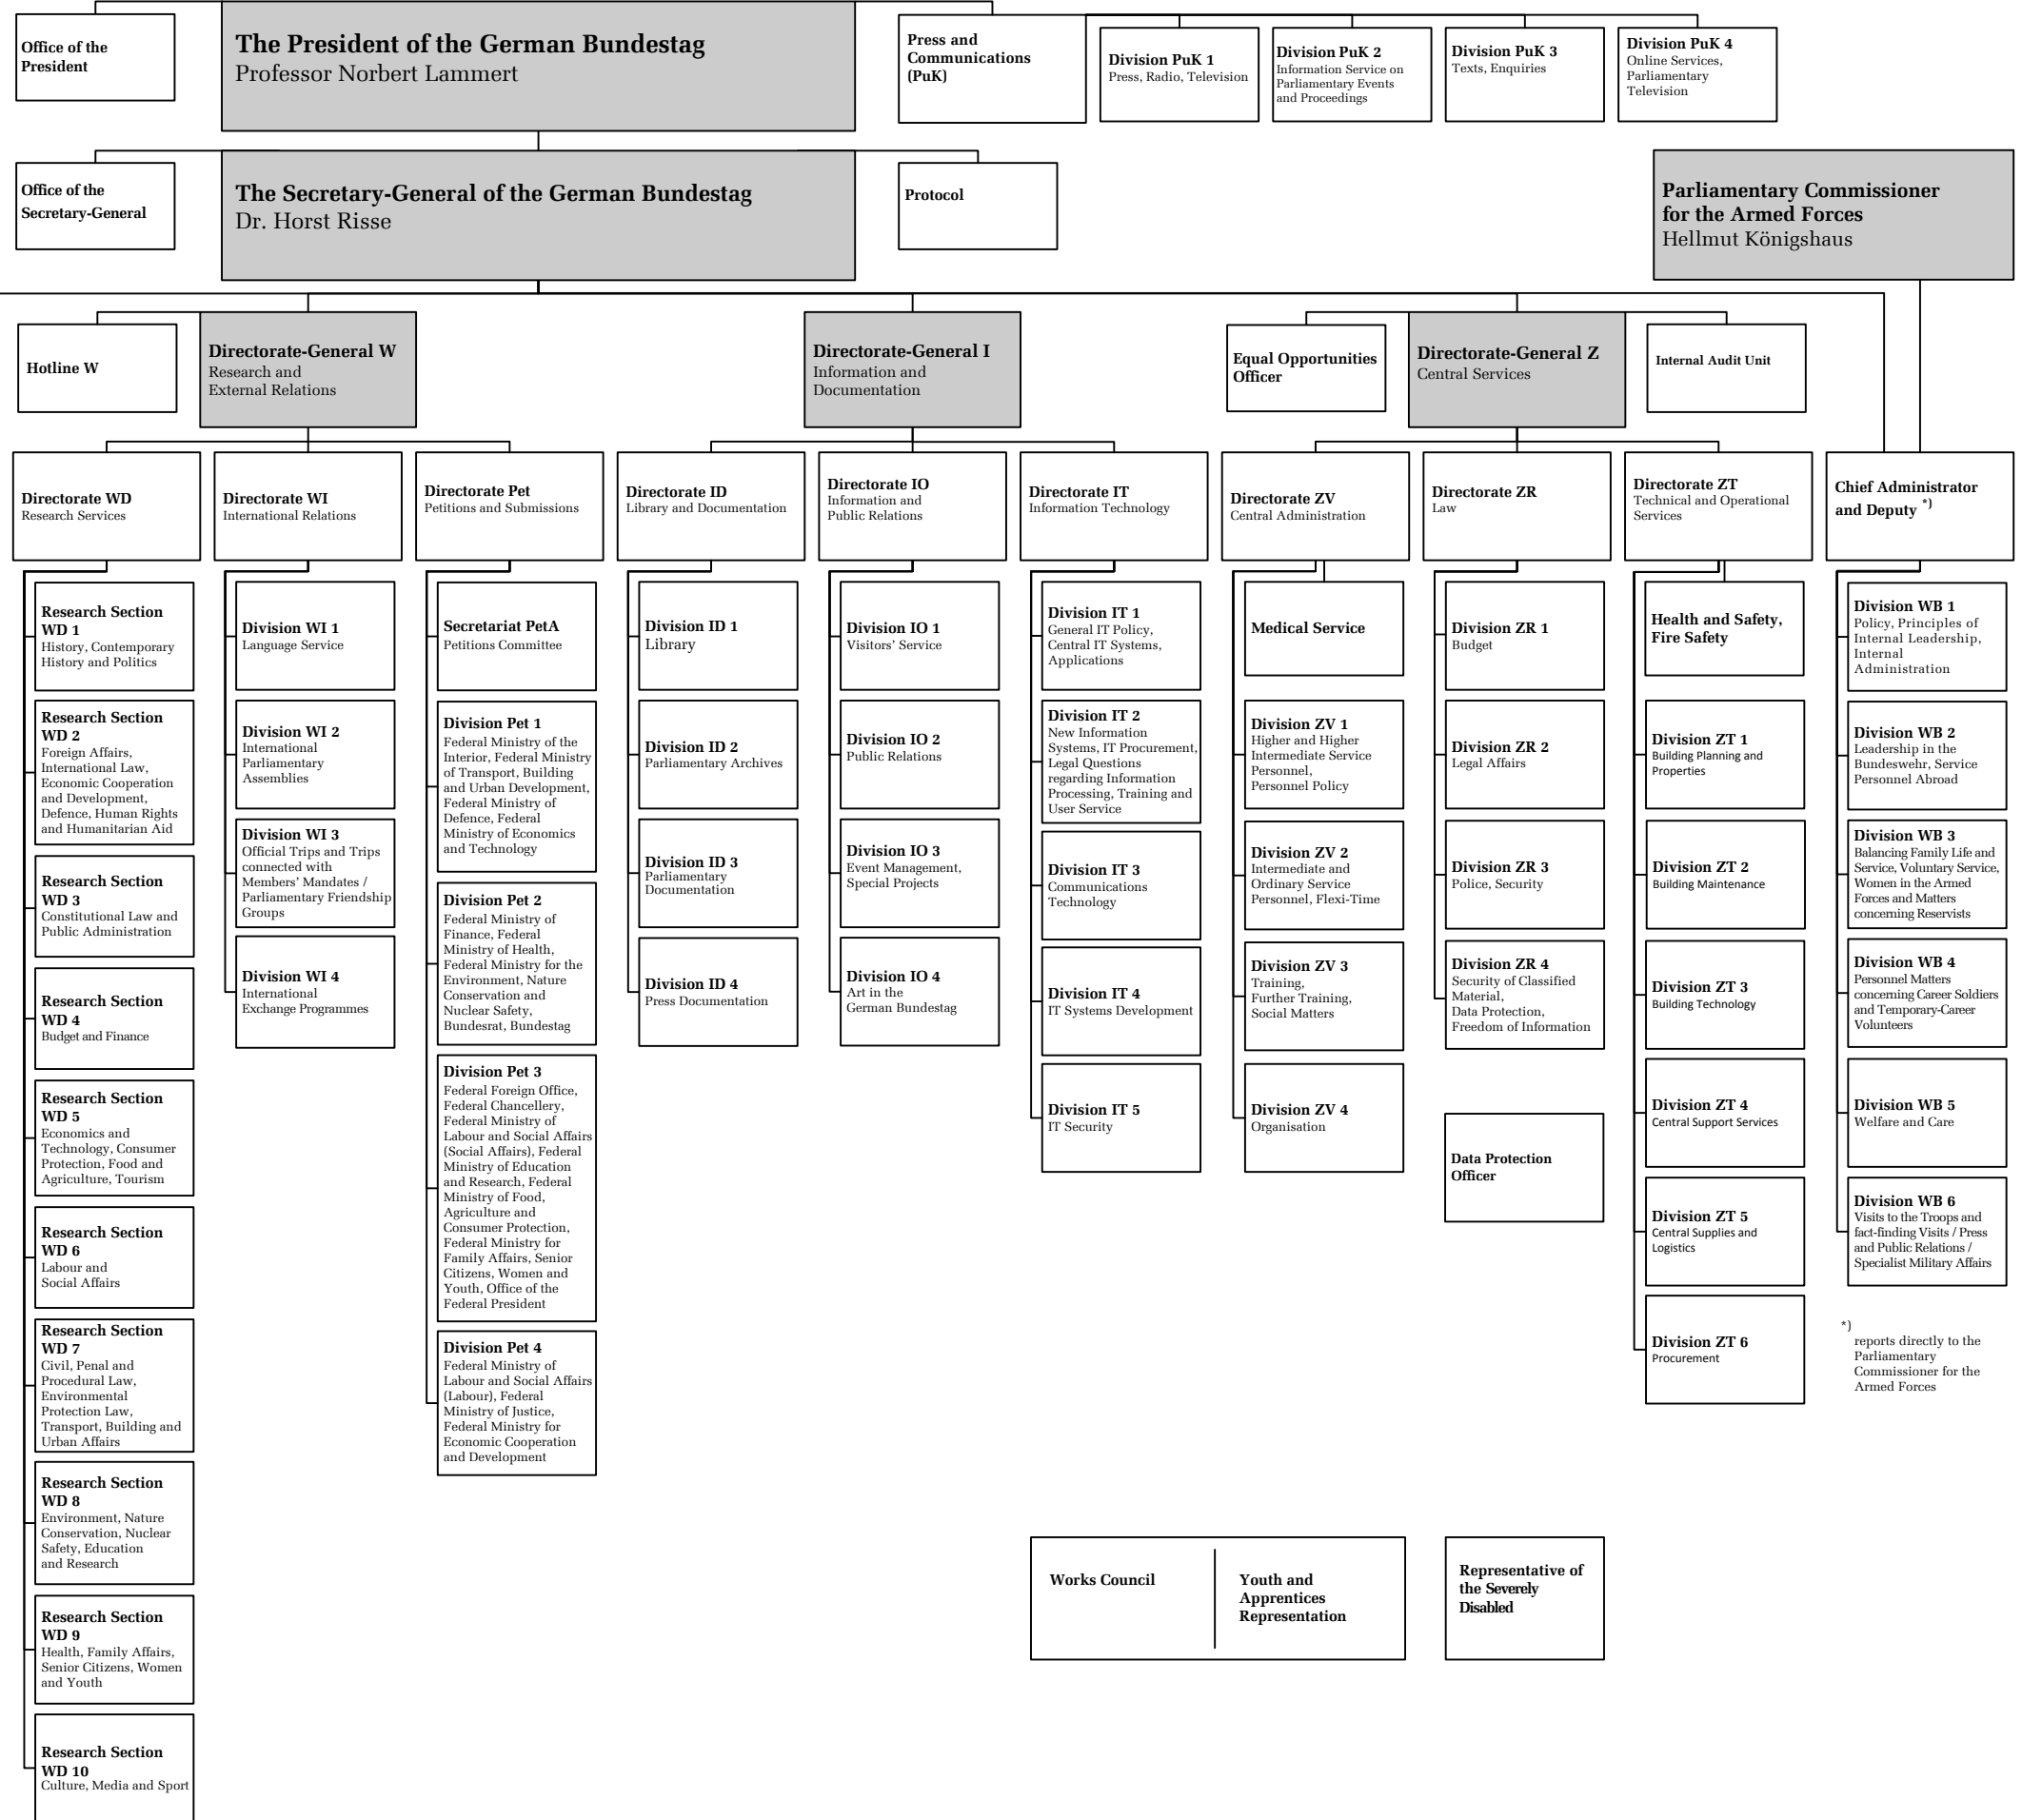 Office of the
President
The President of the German Bundestag
Professor Norbert Lammert
Press and
Communications
(PuK)
Division PuK 1
Press, Radio, Television
Division PuK 2
Information Service on
Parliamentary Events
and Proceedings
Division PuK 3
Texts, Enquiries
Division PuK 4
Online Services,
Parliamentary
Television
Office of the
Secretary-General
The Secretary-General of the German Bundestag
Dr. Horst Risse
Protocol
Parliamentary Commissioner
for the Armed Forces
Hellmut Königshaus
Hotline W
Directorate-General W
Research and
External Relations
Directorate-General I
Information and
Documentation
Equal Opportunities
Officer
Directorate-General Z
Central Services
Internal Audit Unit
Directorate WD
Research Services
Directorate WI
International Relations
Directorate Pet
Petitions and Submissions
Directorate ID
Library and Documentation
Directorate IO
Information and
Public Relations
Directorate IT
Information Technology
Directorate ZV
Central Administration
Directorate ZR
Law
Directorate ZT
Technical and Operational
Services
Chief Administrator
and Deputy *)
Research Section
WD 1
History, Contemporary
History and Politics
Research Section
WD 2
Foreign Affairs,
International Law,
Economic Cooperation
and Development,
Defence, Human Rights
and Humanitarian Aid
Research Section
WD 3
Constitutional Law and
Public Administration
Research Section
WD 4
Budget and Finance
Research Section
WD 5
Economics and
Technology, Consumer
Protection, Food and
Agriculture, Tourism
Research Section
WD 6
Labour and
Social Affairs
Research Section
WD 7
Civil, Penal and
Procedural Law,
Environmental
Protection Law,
Transport, Building and
Urban Affairs
Research Section
WD 8
Environment, Nature
Conservation, Nuclear
Safety, Education
and Research
Research Section
WD 9
Health, Family Affairs,
Senior Citizens, Women
and Youth
Research Section
WD 10
Culture, Media and Sport
Division WI 1
Language Service
Division WI 2
International
Parliamentary
Assemblies
Division WI 3
Official Trips and Trips
connected with
Members' Mandates /
Parliamentary Friendship
Groups
Division WI 4
International
Exchange Programmes
Secretariat PetA
Petitions Committee
Division Pet 1
Federal Ministry of the
Interior, Federal Ministry
of Transport, Building
and Urban Development,
Federal Ministry of
Defence, Federal
Ministry of Economics
and Technology
Division Pet 2
Federal Ministry of
Finance, Federal
Ministry of Health,
Federal Ministry for the
Environment, Nature
Conservation and
Nuclear Safety,
Bundesrat, Bundestag
Division Pet 3
Federal Foreign Office,
Federal Chancellery,
Federal Ministry of
Labour and Social Affairs
(Social Affairs), Federal
Ministry of Education
and Research, Federal
Ministry of Food,
Agriculture and
Consumer Protection,
Federal Ministry for
Family Affairs, Senior
Citizens, Women and
Youth, Office of the
Federal President
Division Pet 4
Federal Ministry of
Labour and Social Affairs
(Labour), Federal
Ministry of Justice,
Federal Ministry for
Economic Cooperation
and Development
Division ID 1
Library
Division ID 2
Parliamentary Archives
Division ID 3
Parliamentary
Documentation
Division ID 4
Press Documentation
Division IO 1
Visitors' Service
Division IO 2
Public Relations
Division IO 3
Event Management,
Special Projects
Division IO 4
Art in the
German Bundestag
Division IT 1
General IT Policy,
Central IT Systems,
Applications
Division IT 2
New Information
Systems, IT Procurement,
Legal Questions
regarding Information
Processing, Training and
User Service
Division IT 3
Communications
Technology
Division IT 4
IT Systems Development
Division IT 5
IT Security
Medical Service
Division ZV 1
Higher and Higher
Intermediate Service
Personnel,
Personnel Policy
Division ZV 2
Intermediate and
Ordinary Service
Personnel, Flexi-Time
Division ZV 3
Training,
Further Training,
Social Matters
Division ZV 4
Organisation
Division ZR 1
Budget
Division ZR 2
Legal Affairs
Division ZR 3
Police, Security
Division ZR 4
Security of Classified
Material,
Data Protection,
Freedom of Information
Data Protection
Officer
Health and Safety,
Fire Safety
Division ZT 1
Building Planning and
Properties
Division ZT 2
Building Maintenance
Division ZT 3
Building Technology
Division ZT 4
Central Support Services
Division ZT 5
Central Supplies and
Logistics
Division ZT 6
Procurement
Division WB 1
Policy, Principles of
Internal Leadership,
Internal
Administration
Division WB 2
Leadership in the
Bundeswehr, Service
Personnel Abroad
Division WB 3
Balancing Family Life and
Service, Voluntary Service,
Women in the Armed
Forces and Matters
concerning Reservists
Division WB 4
Personnel Matters
concerning Career Soldiers
and Temporary-Career
Volunteers
Division WB 5
Welfare and Care
Division WB 6
Visits to the Troops and
fact-finding Visits / Press
and Public Relations /
Specialist Military Affairs
*)
reports directly to the
Parliamentary
Commissioner for the
Armed Forces
Works Council
Youth and
Apprentices
Representation
Representative of
the Severely
Disabled